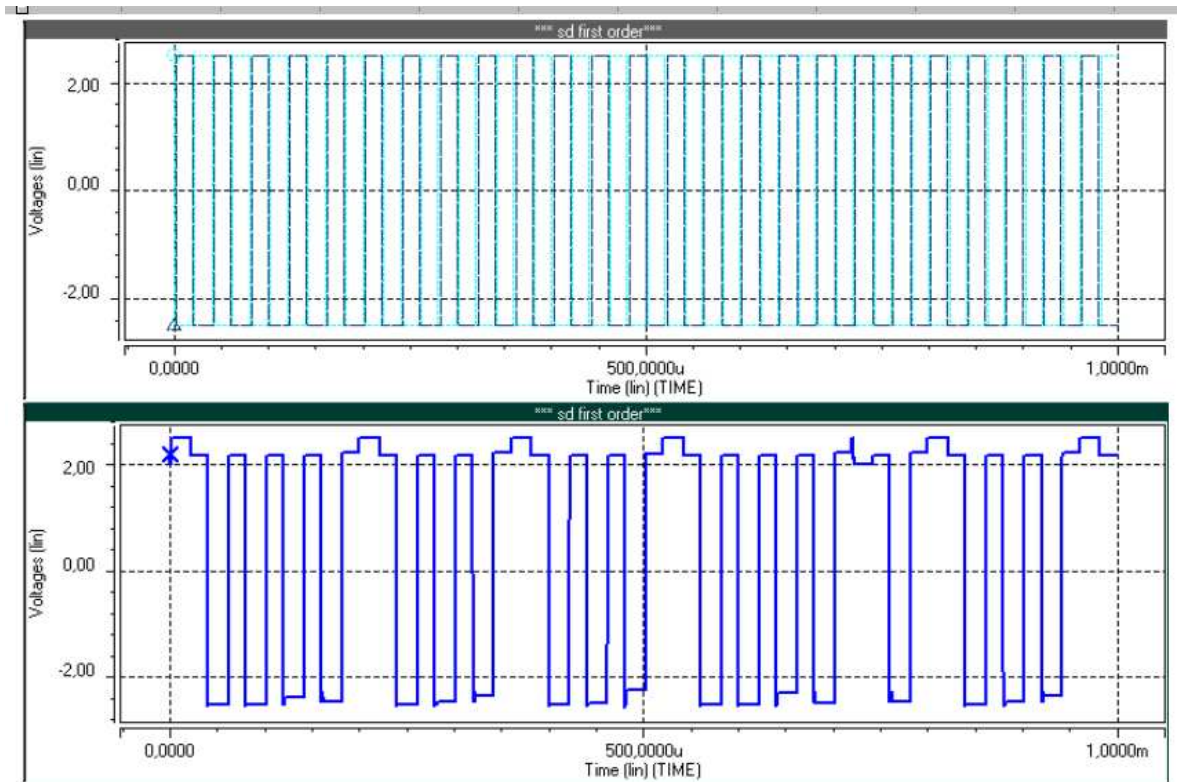 *** sd first order***
Voltages (lin)
2,00
0,00
-2,00
0,0000
500,0000u
1,0000m
Time (lin) (TIME)
*** sd first order***
Voltages (lin)
2,00
0,00
-2,00
0,0000
500,0000u
1,0000m
Time (lin) (TIME)